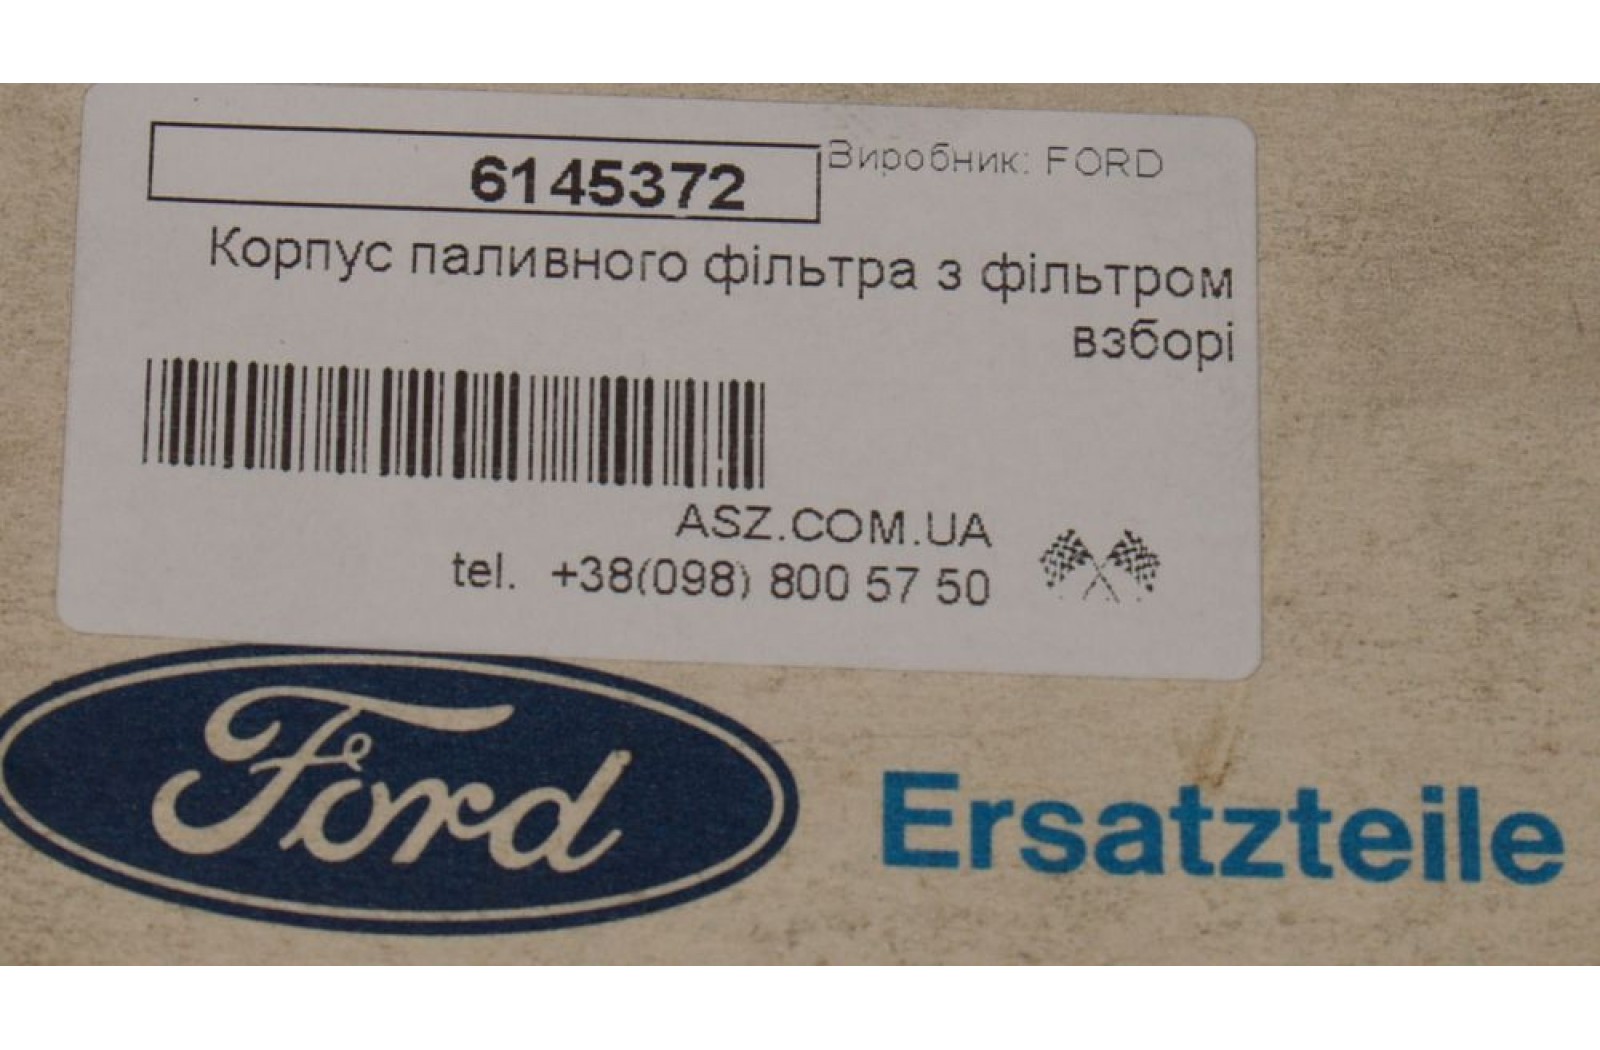 6145372
Виробник: FORD
Корпус паливного фільтра з фільтром
взборі
ASZ.COM.UA
tel. +38(098) 800 57 50
Ford
Ersatzteile